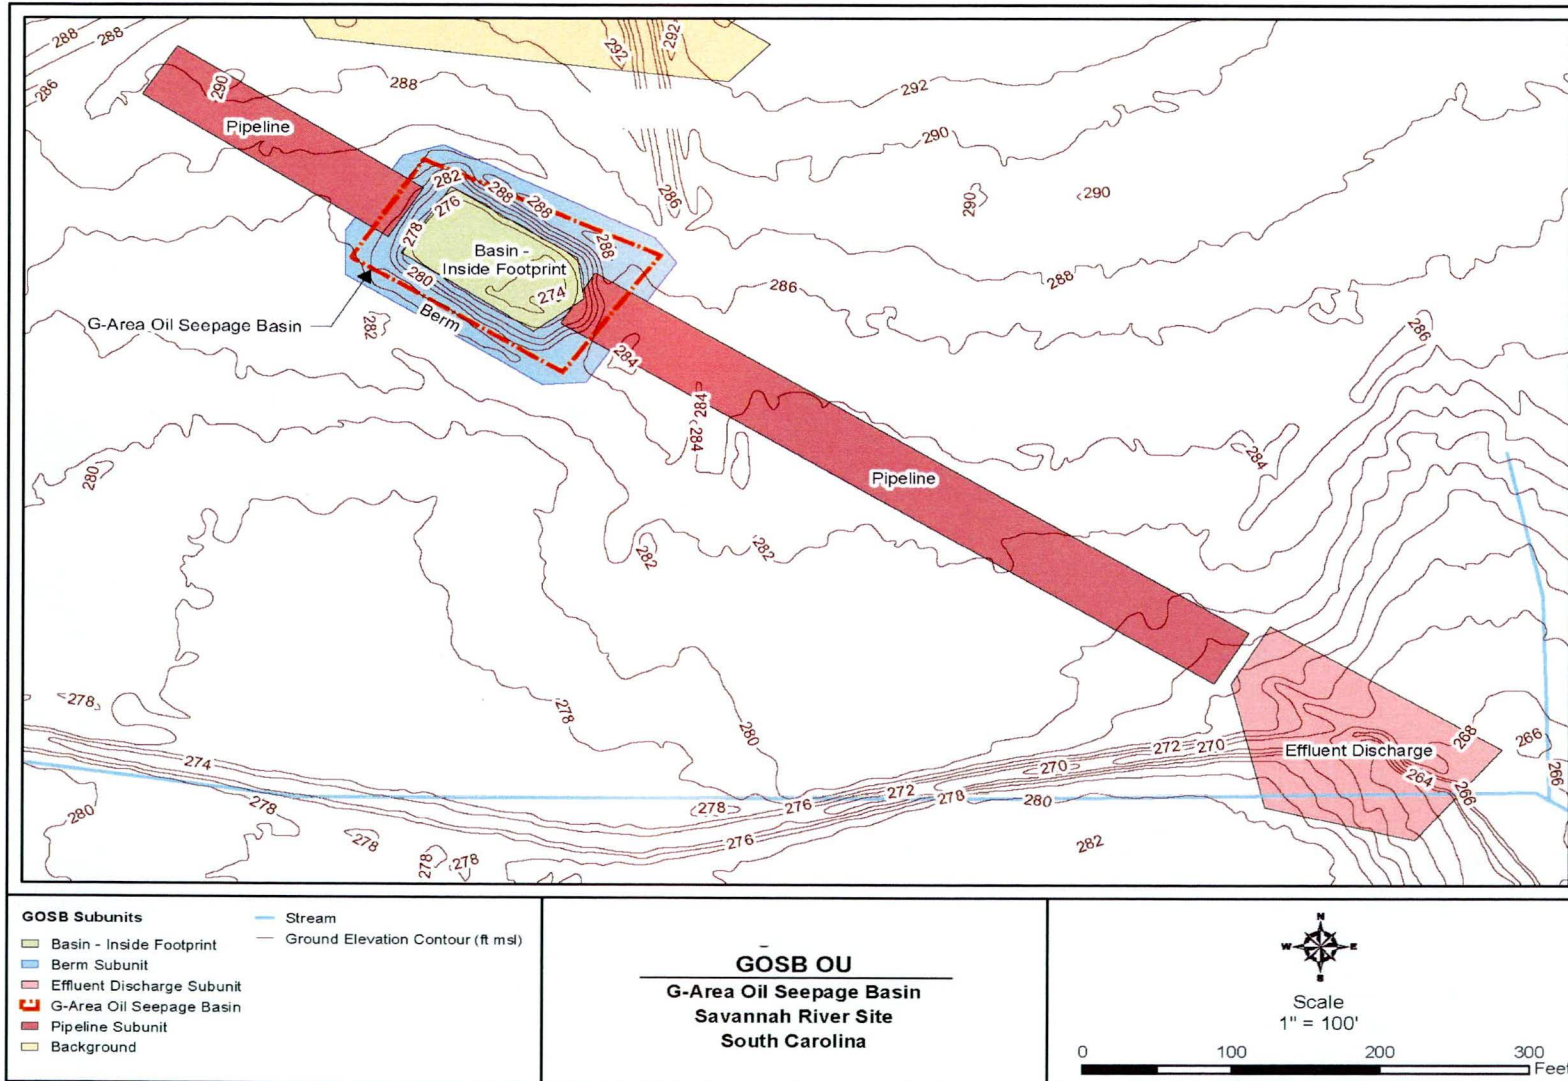 288
288
286
290
288
292
292
292
290
290
290
288
286
286
286
284
Pipeline
282
288
288
288
276
278
280
274
Basin -
Inside Footprint
G-Area Oil Seepage Basin
Berm
282
284
284
284
280
282
282
Pipeline
278
278
280
274
278
280
278
278
278
278
276
276
272
278
270
280
272
270
282
Effluent Discharge
268
266
264
266
266
GOSB Subunits
Basin - Inside Footprint
Berm Subunit
Effluent Discharge Subunit
G-Area Oil Seepage Basin
Pipeline Subunit
Background
Stream
Ground Elevation Contour (ft msl)
GOSB OU
G-Area Oil Seepage Basin
Savannah River Site
South Carolina
N
W E
S
Scale
1" = 100'
0 100 200 300
Feet